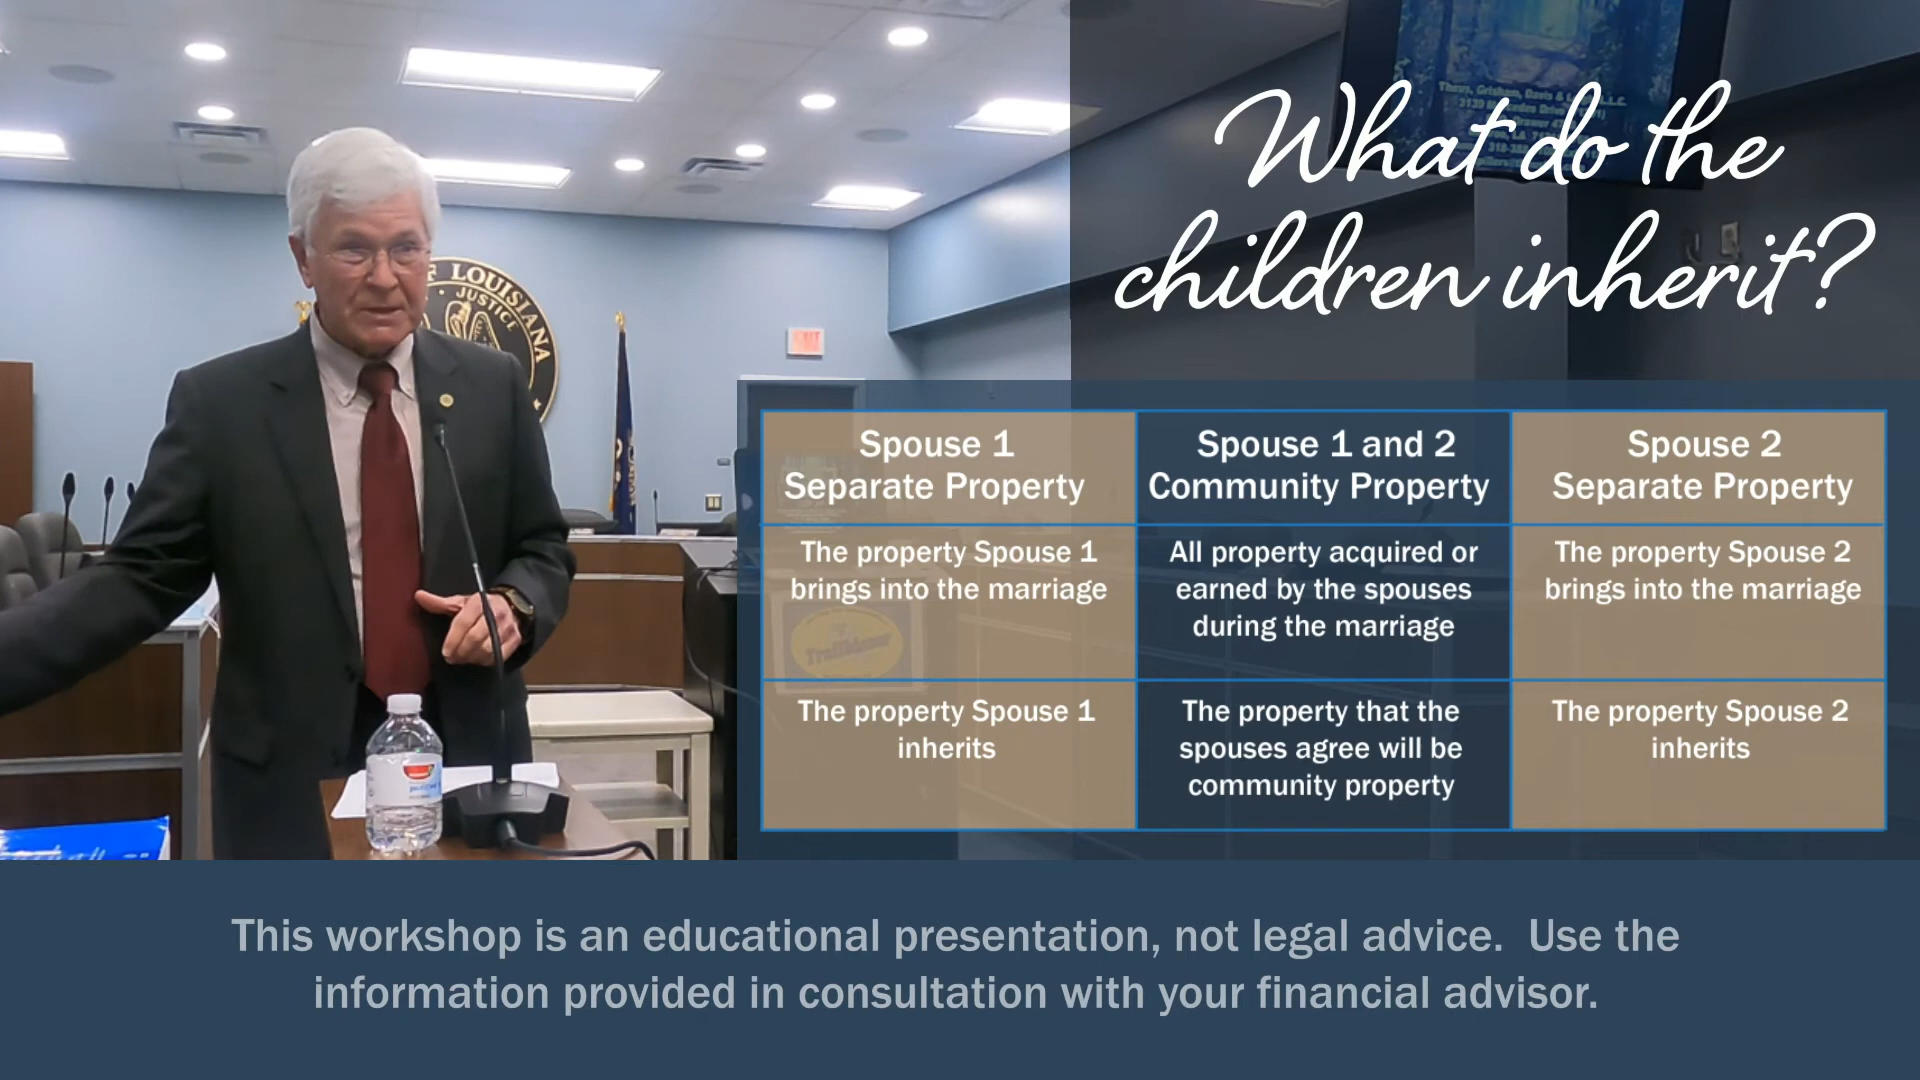 What do the
children inherit?
F LOUISIANA
JUSTICE
EXIT
Spouse 1
Separate Property
Spouse 1 and 2
Community Property
Spouse 2
Separate Property
The property Spouse 1
brings into the marriage
All property acquired or
earned by the spouses
during the marriage
The property Spouse 2
brings into the marriage
The property Spouse 1
inherits
The property that the
spouses agree will be
community property
The property Spouse 2
inherits
This workshop is an educational presentation, not legal advice. Use the
information provided in consultation with your financial advisor.